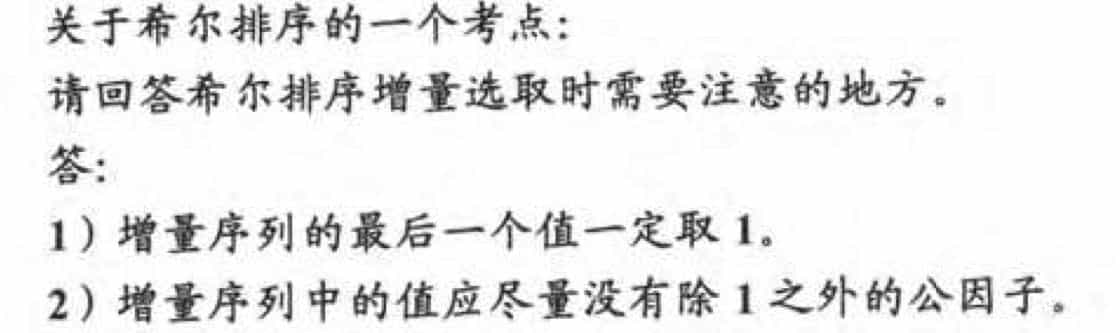 关于希尔排序的一个考点：
请回答希尔排序增量选取时需要注意的地方。
答：
1）增量序列的最后一个值一定取 1。
2）增量序列中的值应尽量没有除 1 之外的公因子。